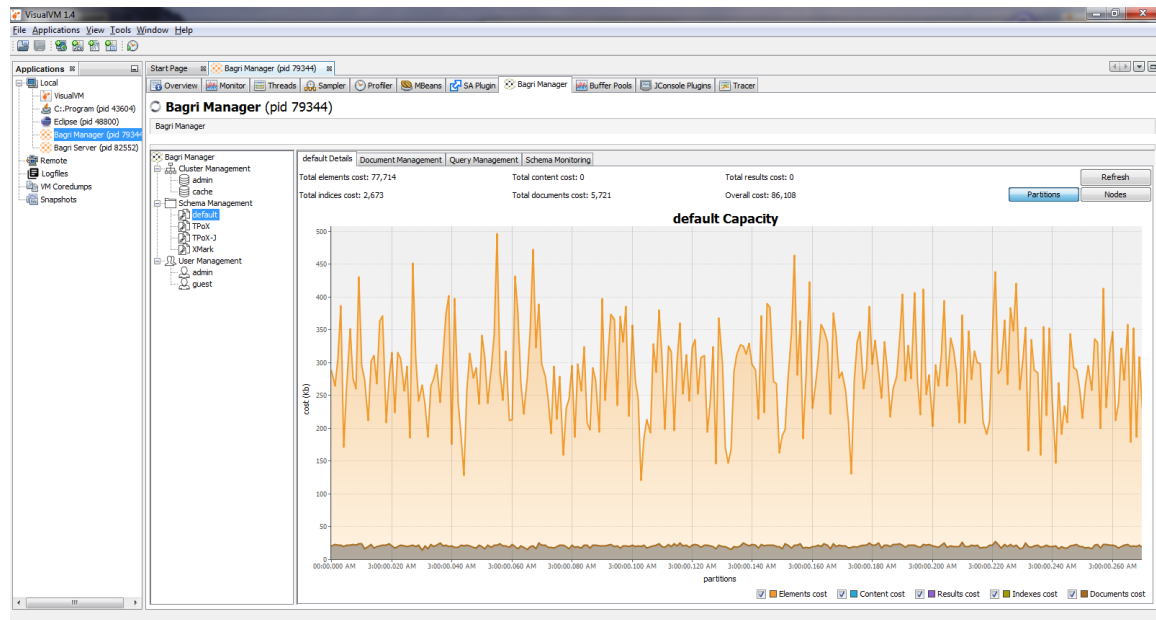 VisualVM 1.4
File Applications View Tools Window Help
Applications
Local
VisualVM
C:.Program (pid 43604)
Eclipse (pid 48800)
Bagri Manager (pid 7934
Bagri Server (pid 82552)
Remote
Logfiles
VM Coredumps
Snapshots
Start Page Bagri Manager (pid 79344)
Overview Monitor Threads Sampler Profiler MBeans SA Plugin Bagri Manager Buffer Pools JConsole Plugins Tracer
Bagri Manager (pid 79344)
Bagri Manager
Bagri Manager
Cluster Management
admin
cache
Schema Management
default
TPoX
TPoX-J
XMark
User Management
admin
guest
default Details Document Management Query Management Schema Monitoring
Total elements cost: 77,714 Total content cost: 0 Total results cost: 0 Refresh
Total indices cost: 2,673 Total documents cost: 5,721 Overall cost: 86,108 Partitions Nodes
default Capacity
cost (Kb)
500
450
400
350
300
250
200
150
100
50
0
00:00.000 AM 3:00:00.020 AM 3:00:00.040 AM 3:00:00.060 AM 3:00:00.080 AM 3:00:00.100 AM 3:00:00.120 AM 3:00:00.140 AM 3:00:00.160 AM 3:00:00.180 AM 3:00:00.200 AM 3:00:00.220 AM 3:00:00.240 AM 3:00:00.260 AM
partitions
Elements cost Content cost Results cost Indexes cost Documents cost